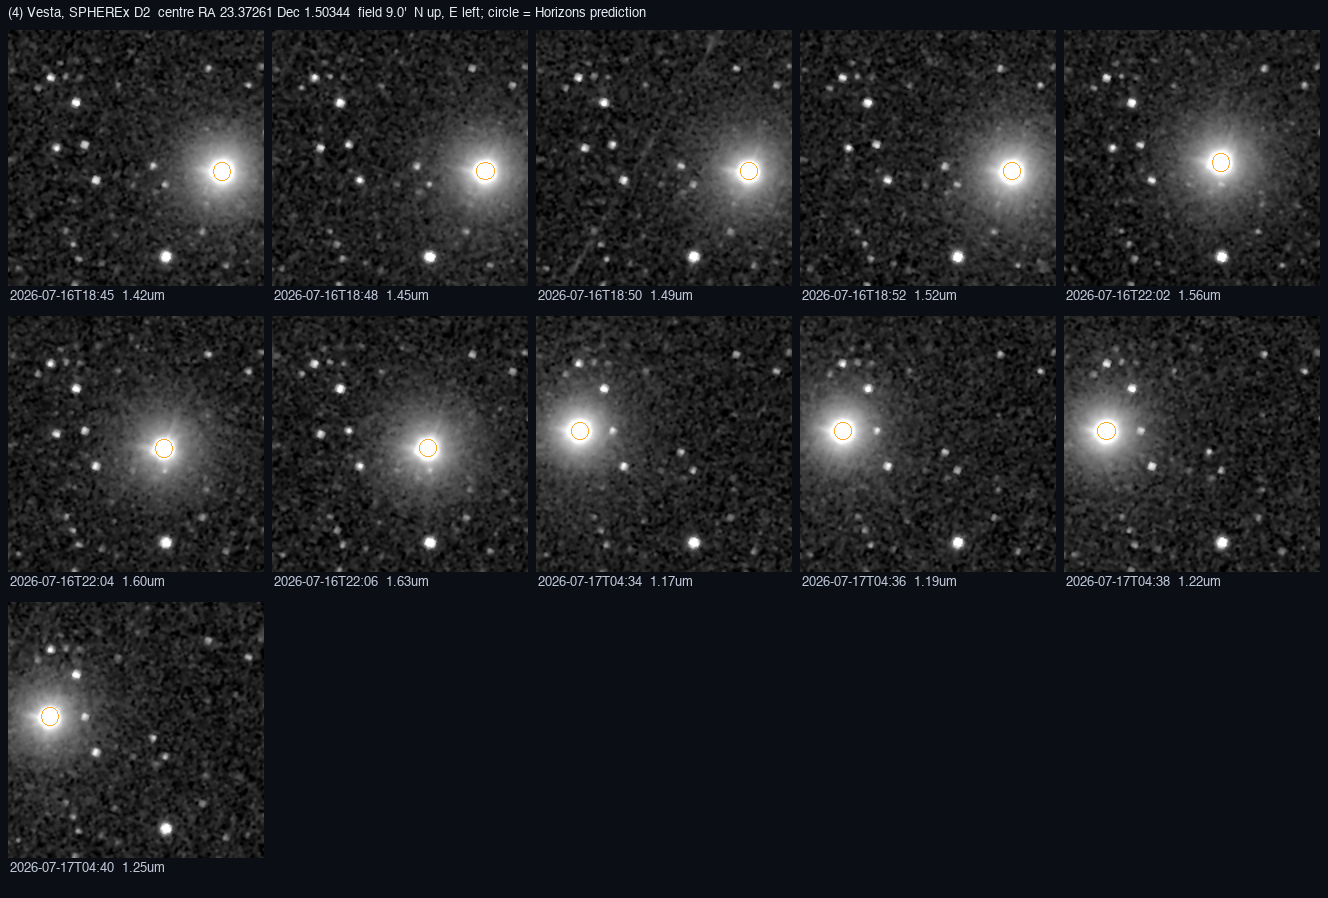 (4) Vesta, SPHEREx D2  centre RA 23.37261 Dec 1.50344  field 9.0'  N up, E left; circle = Horizons prediction
2026-07-16T18:45  1.42um
2026-07-16T18:48  1.45um
2026-07-16T18:50  1.49um
2026-07-16T18:52  1.52um
2026-07-16T22:02  1.56um
2026-07-16T22:04  1.60um
2026-07-16T22:06  1.63um
2026-07-17T04:34  1.17um
2026-07-17T04:36  1.19um
2026-07-17T04:38  1.22um
2026-07-17T04:40  1.25um